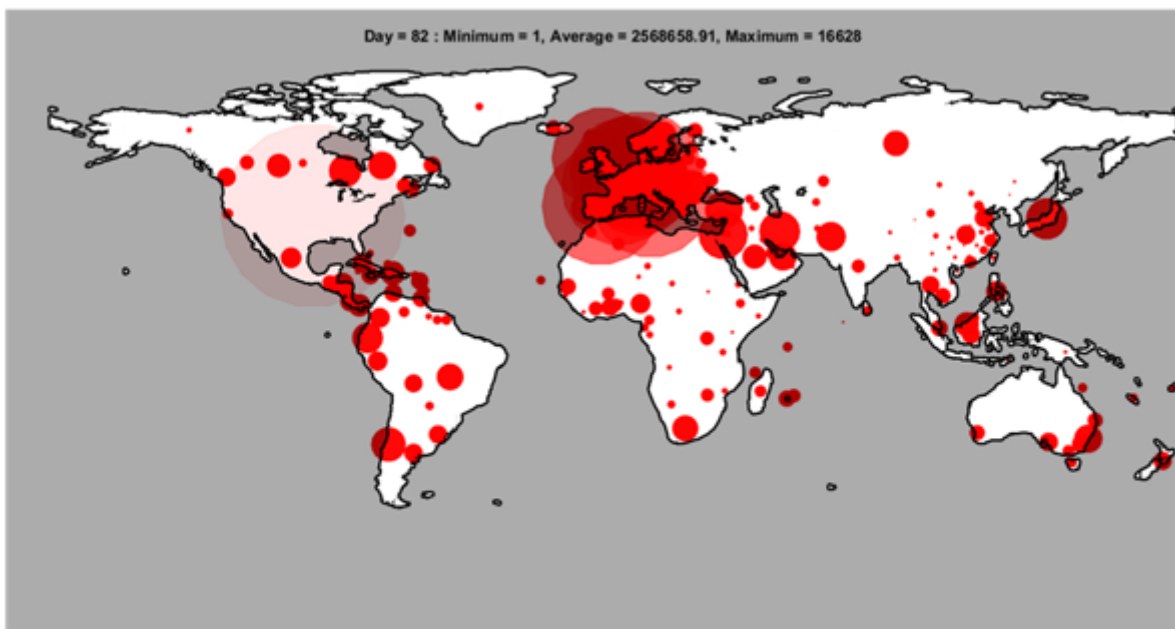 Day = 82 : Minimum = 1, Average = 2568658.91, Maximum = 16628